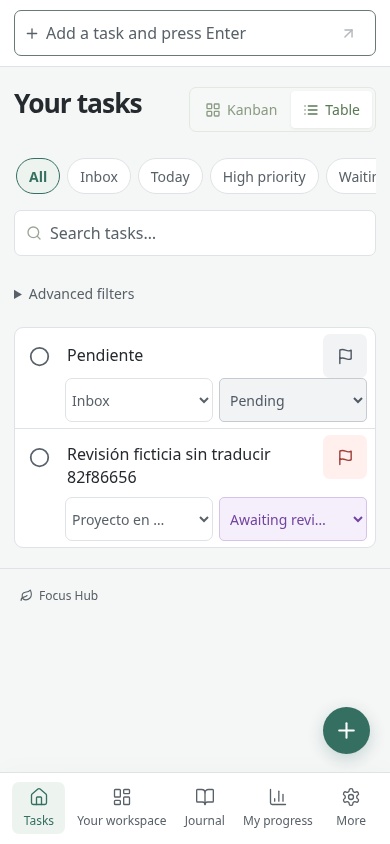 Add a task and press Enter
Your tasks
Kanban
Table
All
Inbox
Today
High priority
Waitin
Search tasks...
Advanced filters
Pendiente
Inbox
Pending
Revisión ficticia sin traducir
82f86656
Proyecto en ...
Awaiting revi...
Focus Hub
Tasks
Your workspace
Journal
My progress
More